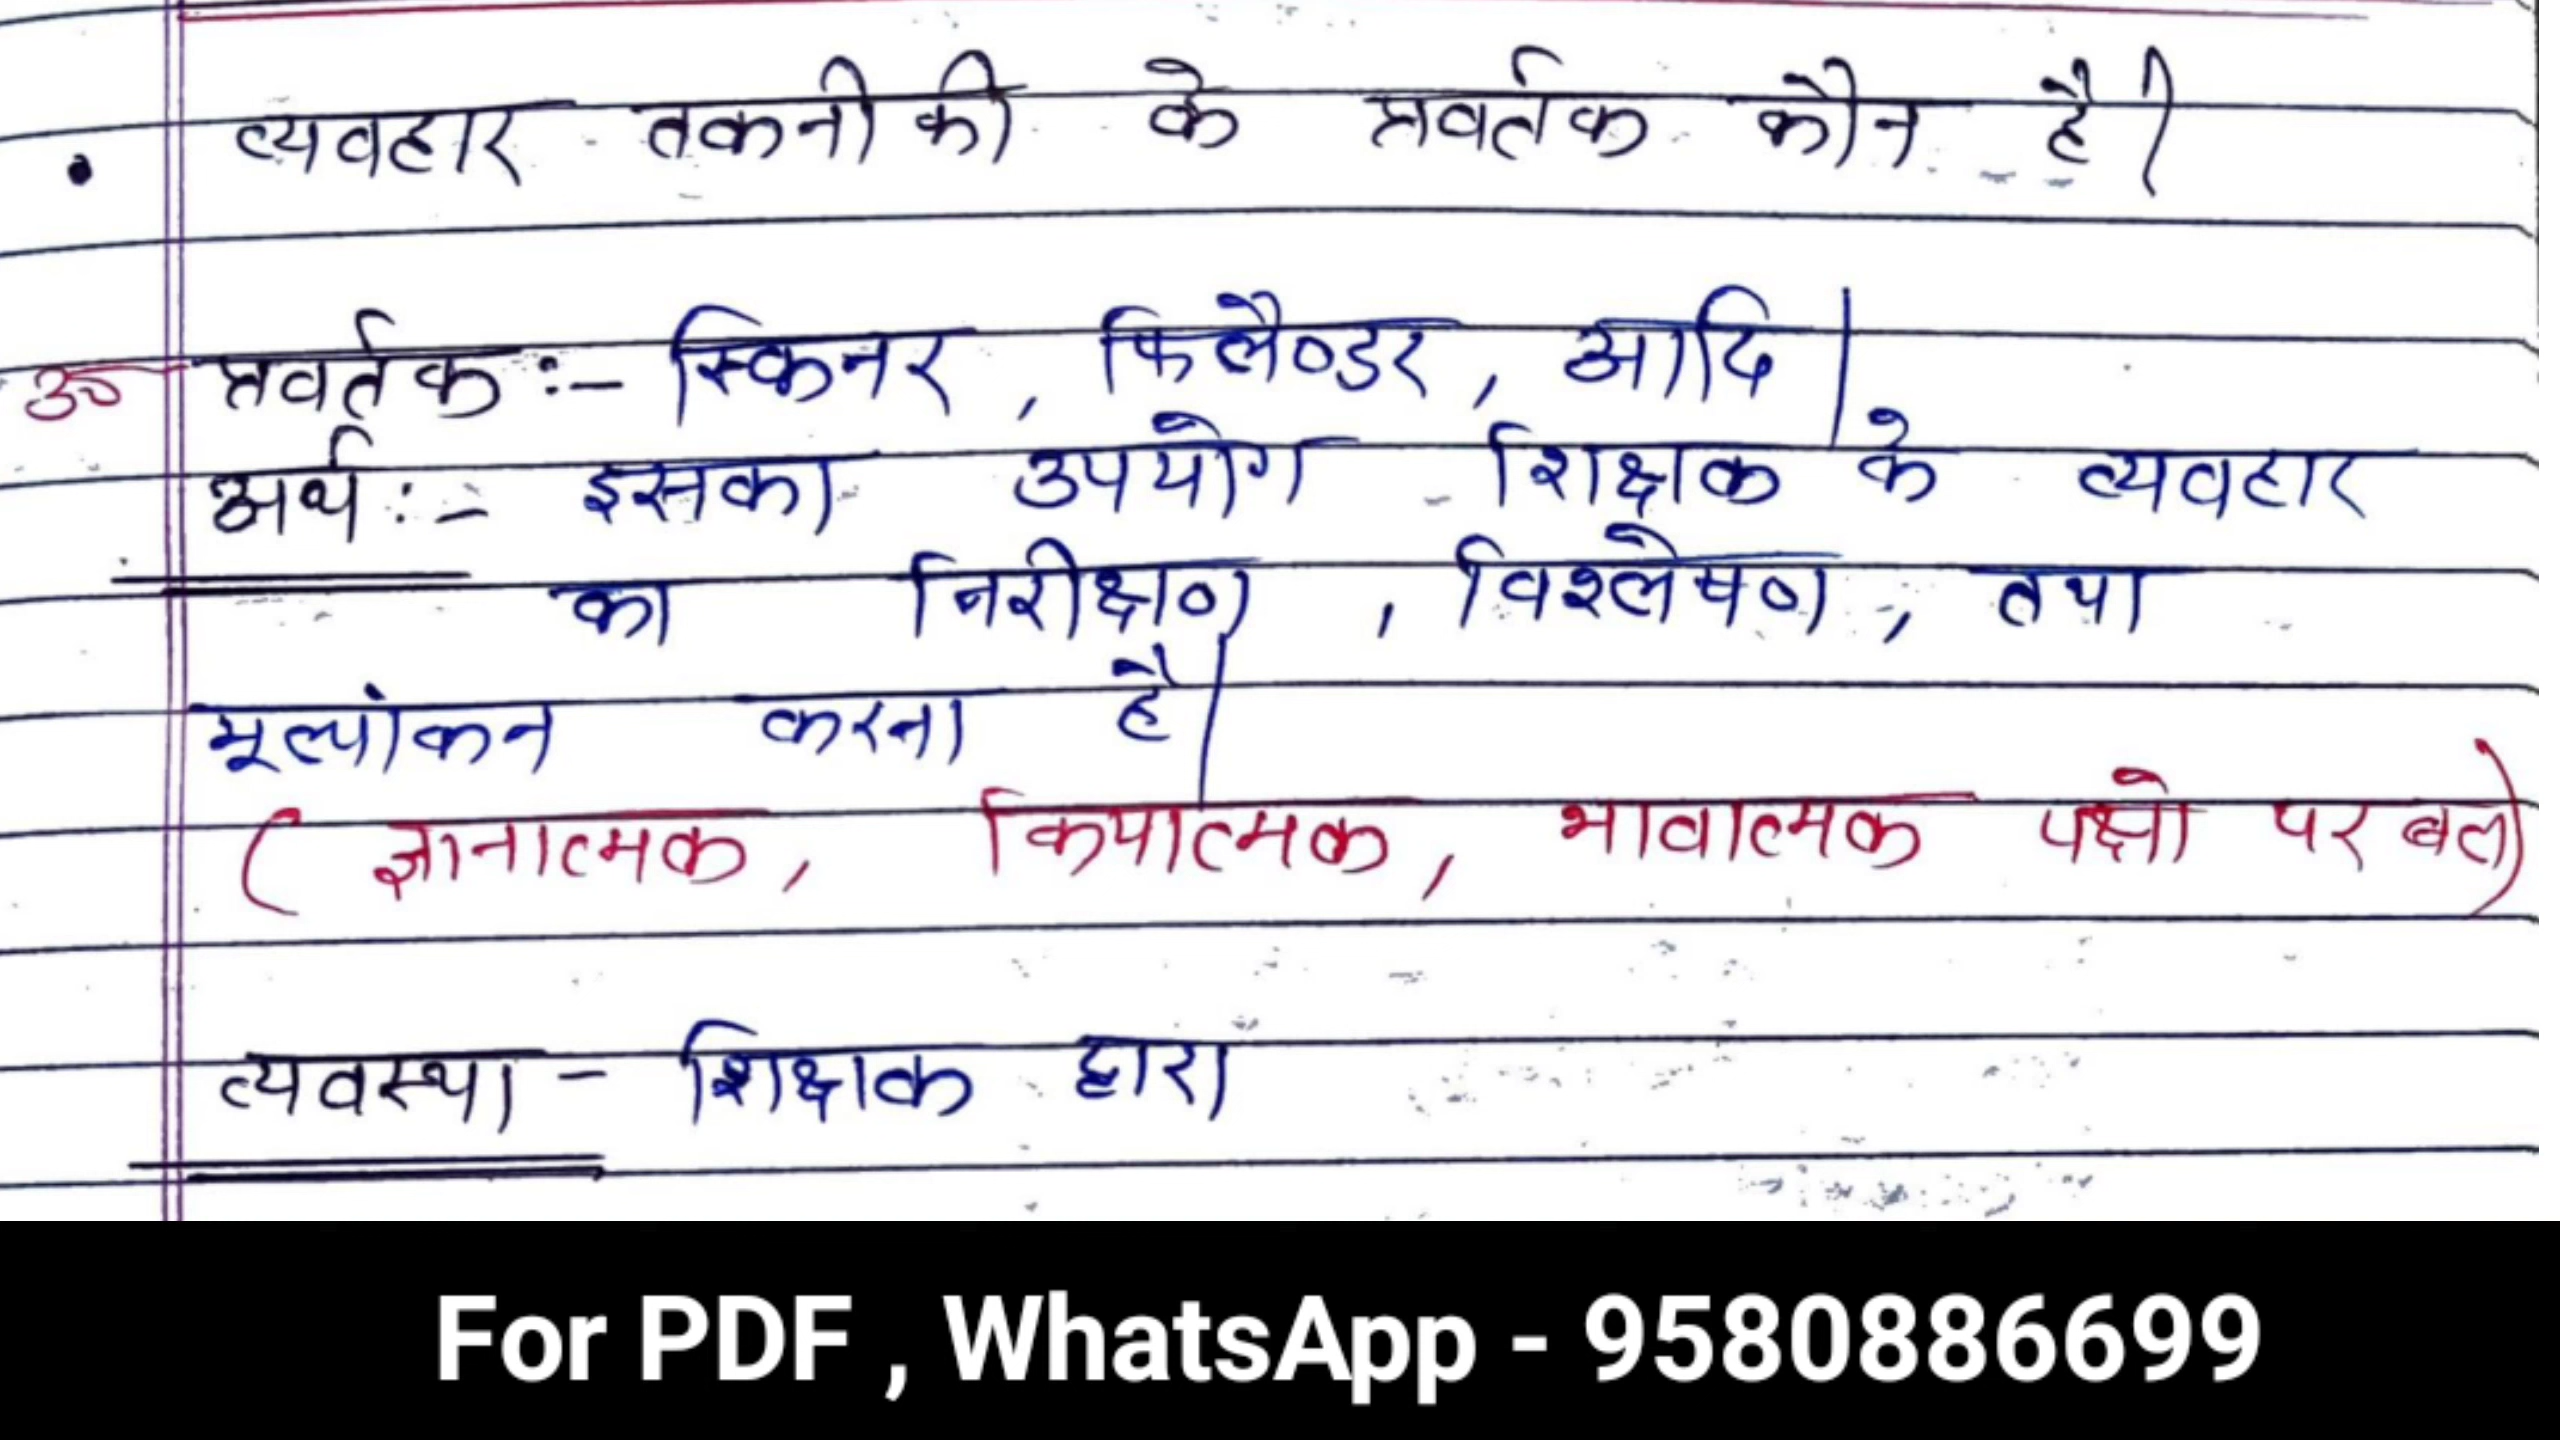 • व्यवहार तकनीकी के प्रवर्तक कौन है।
उ० प्रवर्तक :- स्किनर, फिलैण्डर, आदि।
अर्थ :- इसका उपयोग शिक्षक के व्यवहार
का निरीक्षण, विश्लेषण, तथा
मूल्यांकन करना है।
( ज्ञानात्मक, क्रियात्मक, भावात्मक पक्षो पर बल)
व्यवस्था - शिक्षक द्वारा
For PDF , WhatsApp - 9580886699